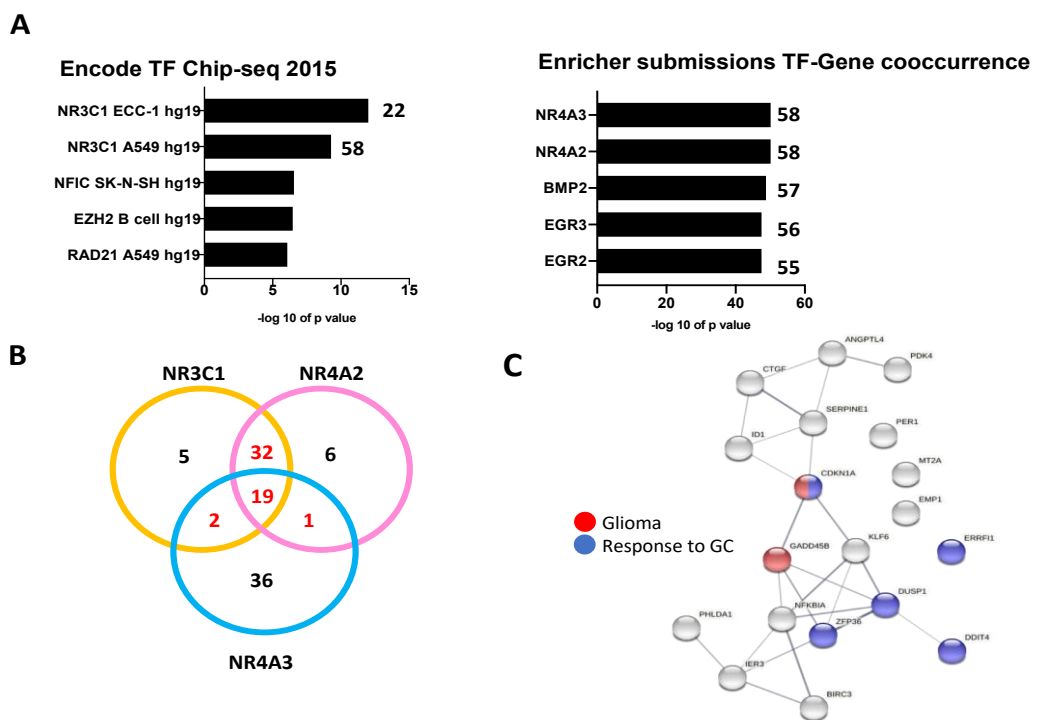 A
Encode TF Chip-seq 2015
NR3C1 ECC-1 hg19
22
NR3C1 A549 hg19
58
NFIC SK-N-SH hg19
EZH2 B cell hg19
RAD21 A549 hg19
0 5 10 15
-log 10 of p value
Enricher submissions TF-Gene cooccurrence
NR4A3
58
NR4A2
58
BMP2
57
EGR3
56
EGR2
55
0 20 40 60
-log 10 of p value
B
NR3C1 NR4A2
5 32 6
19
2 1
36
NR4A3
C
ANGPTL4
PDK4
CTGF
SERPINE1
PER1
ID1
MT2A
CDKN1A
EMP1
Glioma
Response to GC
GADD45B
KLF6
ERRFI1
DUSP1
NFKBIA
PHLDA1
ZFP36
DDIT4
IER3
BIRC3